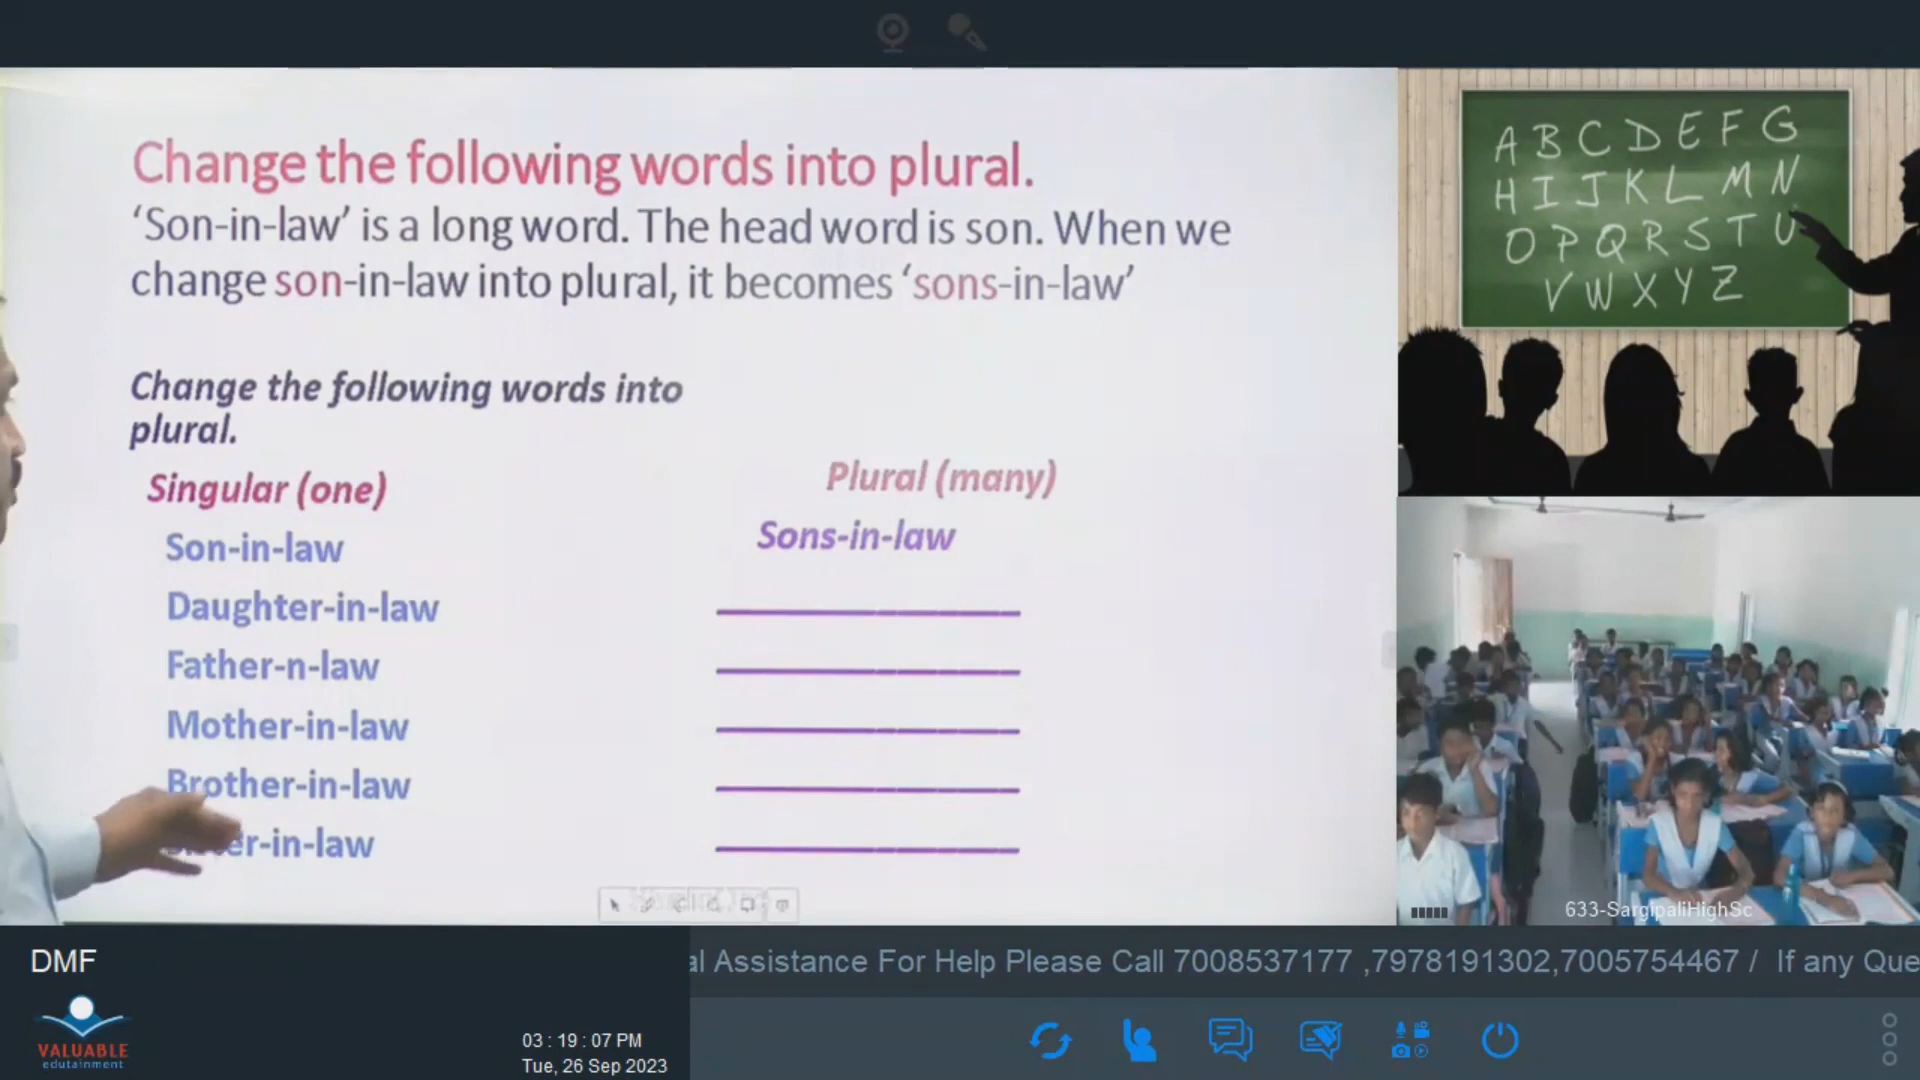 Change the following words into plural.
‘Son-in-law’ is a long word. The head word is son. When we
change son-in-law into plural, it becomes ‘sons-in-law’
Change the following words into
plural.
Singular (one)
Plural (many)
Son-in-law
Sons-in-law
Daughter-in-law
Father-n-law
Mother-in-law
Brother-in-law
er-in-law
A B C D E F G
H I J K L M N
O P Q R S T U
V W X Y Z
633-SargipaliHighSc
DMF
al Assistance For Help Please Call 7008537177 ,7978191302,7005754467 / If any Que
VALUABLE
edutainment
03 : 19 : 07 PM
Tue, 26 Sep 2023